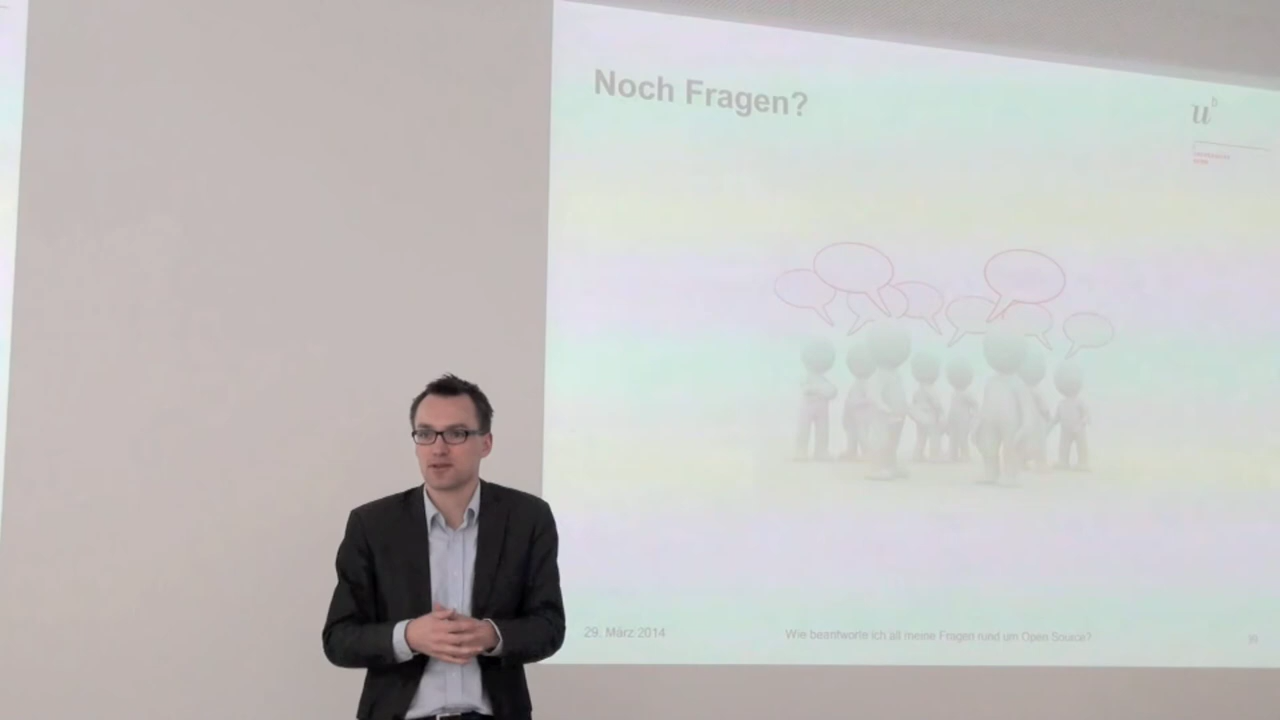 Noch Fragen?
u
b
29. März 2014
Wie beantworte ich all meine Fragen rund um Open Source?